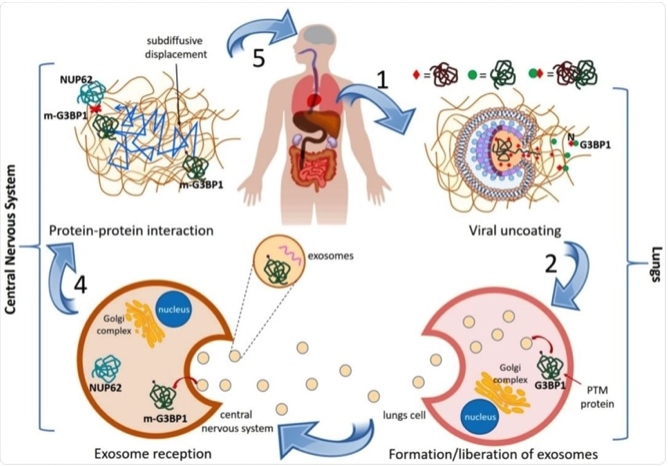 subdiffusive
displacement
5
1
=
=
=
NUP62
m-G3BP1
m-G3BP1
N
G3BP1
Protein-protein interaction
Viral uncoating
Central Nervous System
Lungs
exosomes
4
2
nucleus
Golgi
complex
NUP62
m-G3BP1
central
nervous system
lungs cell
Golgi
complex
nucleus
G3BP1
PTM
protein
Exosome reception
Formation/liberation of exosomes